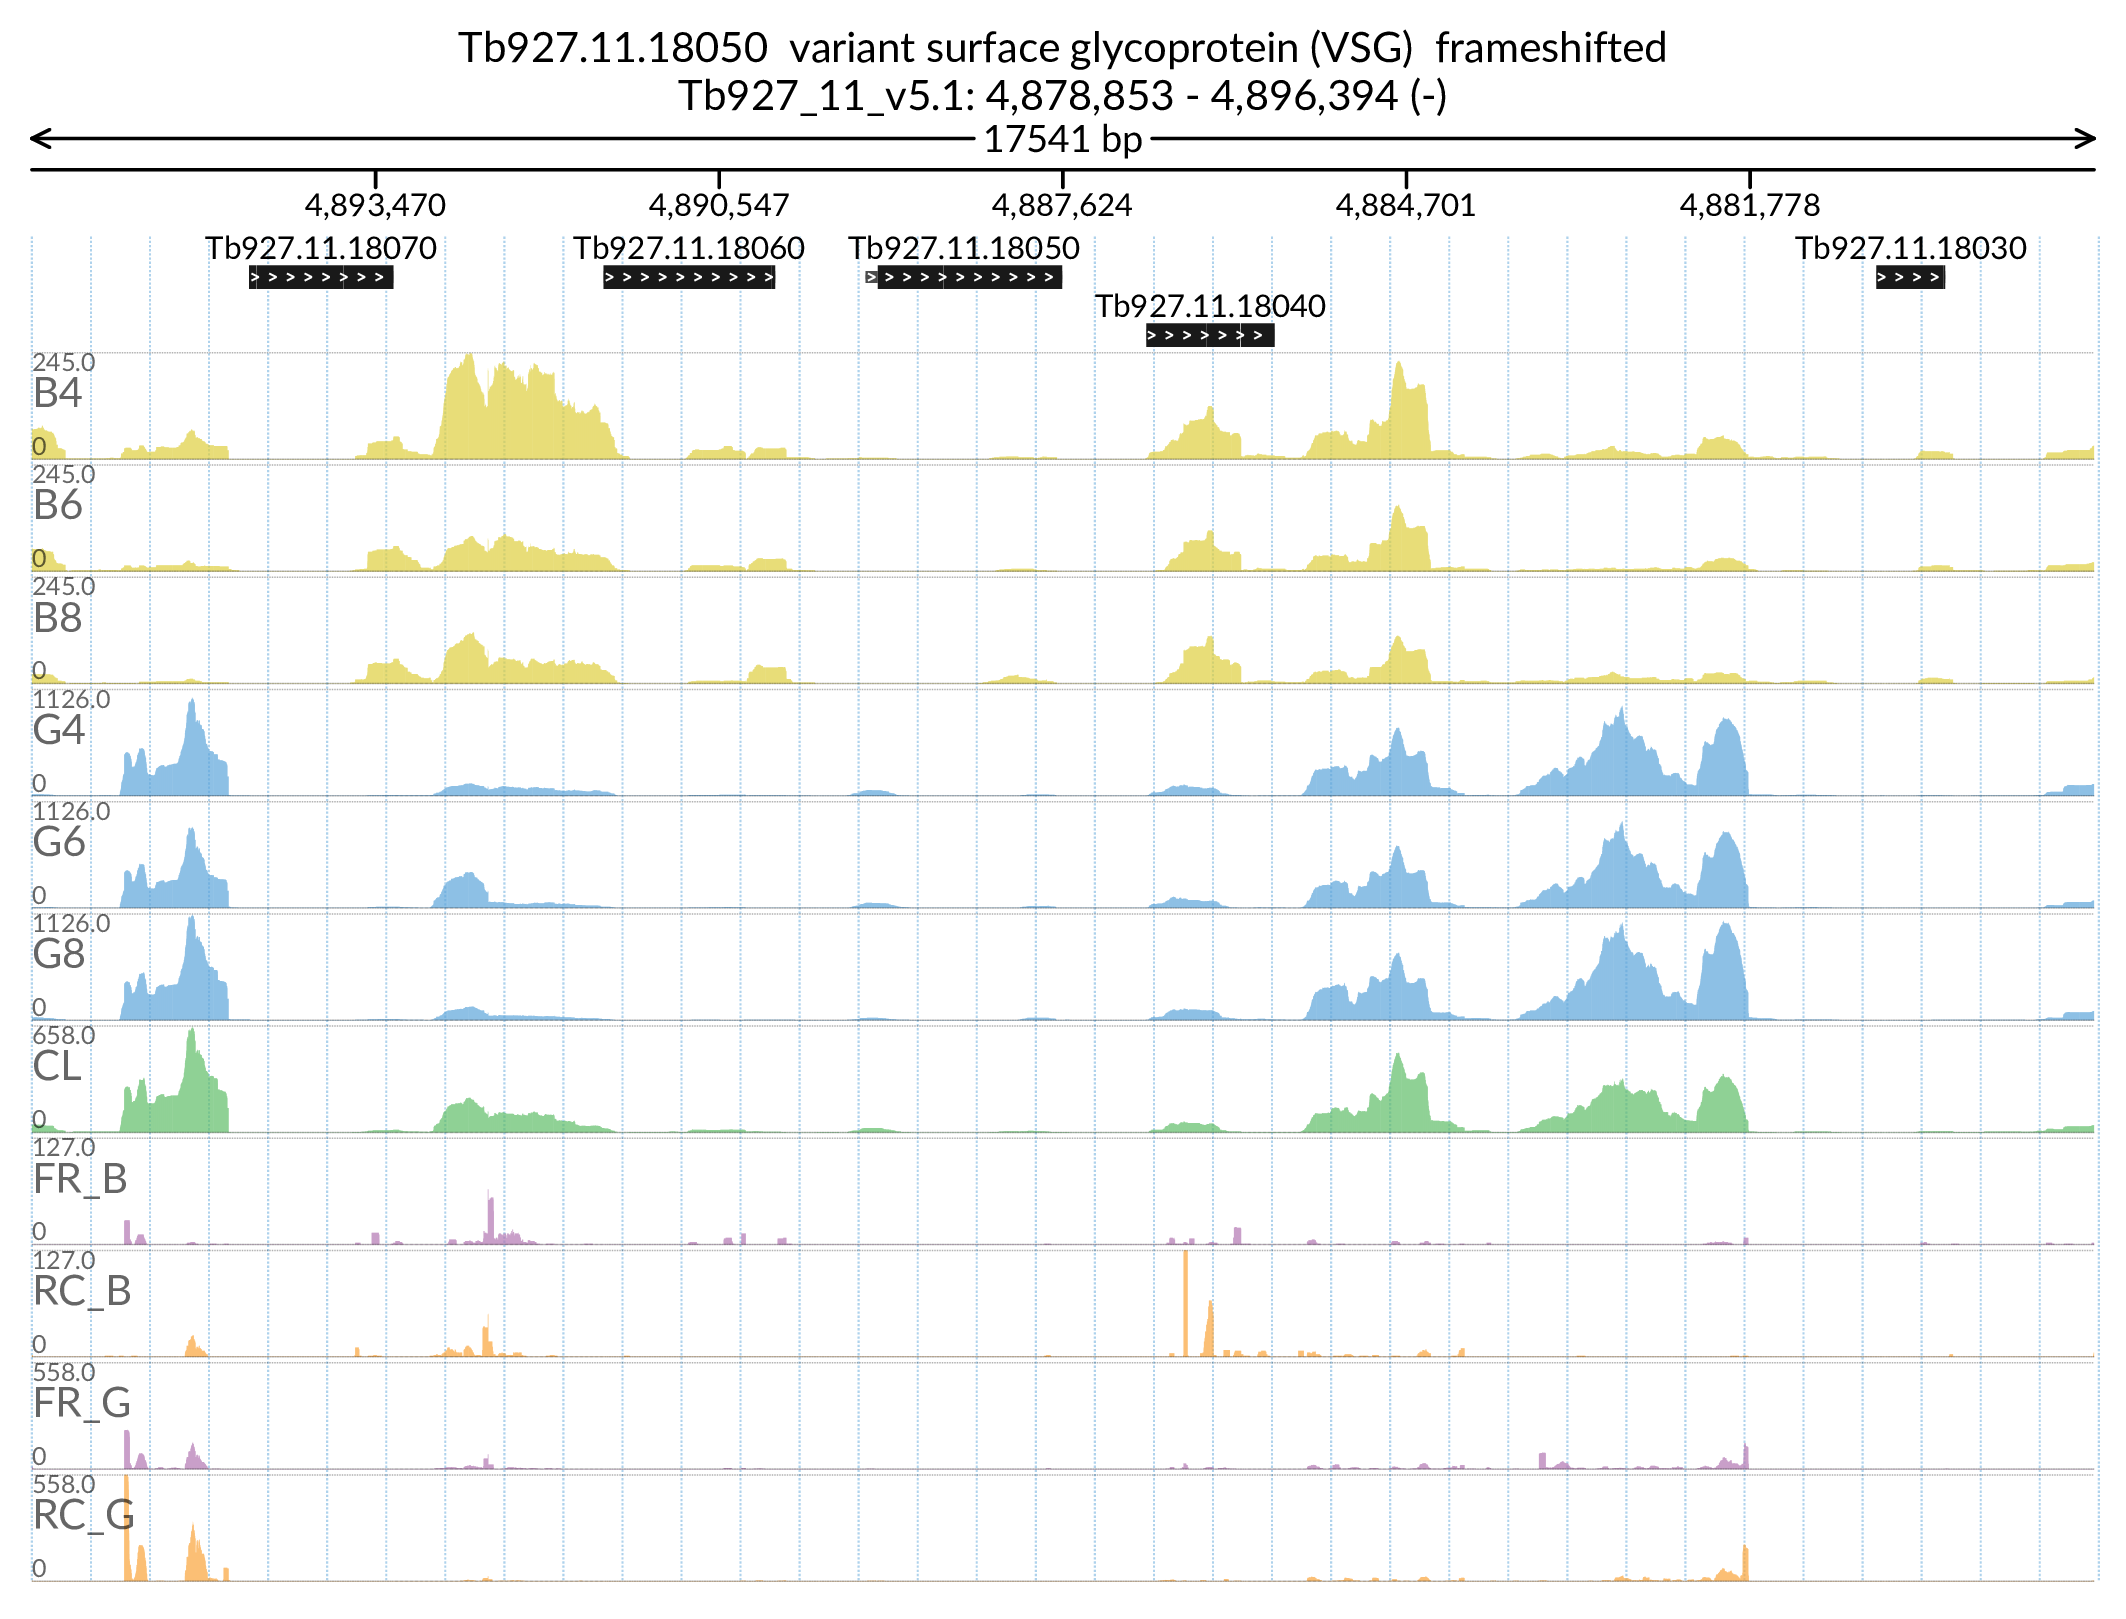 Tb927.11.18050 variant surface glycoprotein (VSG) frameshifted
Tb927_11_v5.1: 4,878,853 - 4,896,394 (-)
17541 bp
4,893,470 4,890,547 4,887,624 4,884,701 4,881,778
Tb927.11.18070 Tb927.11.18060 Tb927.11.18050 Tb927.11.18030
Tb927.11.18040
245.0
B4
0
245.0
B6
0
245.0
B8
0
1126.0
G4
0
1126.0
G6
0
1126.0
G8
0
658.0
CL
0
127.0
FR_B
0
127.0
RC_B
0
558.0
FR_G
0
558.0
RC_G
0